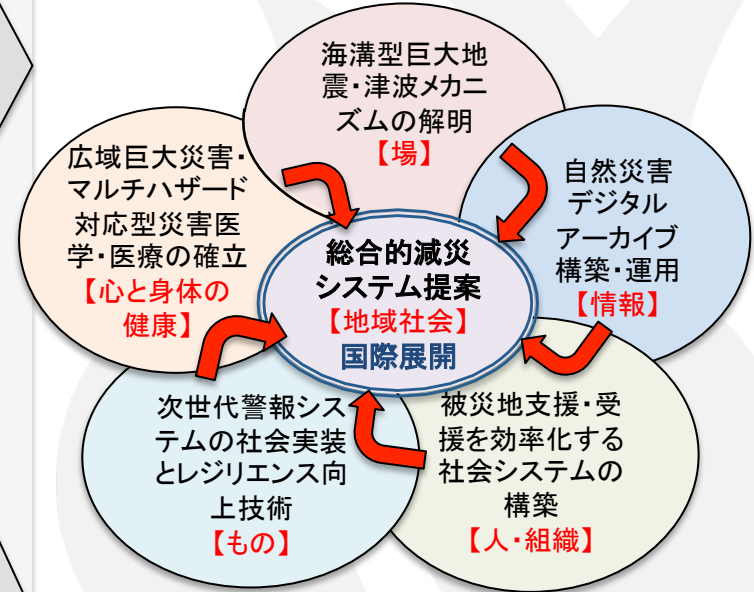 海溝型巨大地
震・津波メカニ
ズムの解明
【場】
広域巨大災害・
マルチハザード
対応型災害医
学・医療の確立
【心と身体の
健康】
自然災害
デジタル
アーカイブ
構築・運用
【情報】
総合的減災
システム提案
【地域社会】
国際展開
次世代警報シス
テムの社会実装
とレジリエンス向
上技術
【もの】
被災地支援・受
援を効率化する
社会システムの
構築
【人・組織】